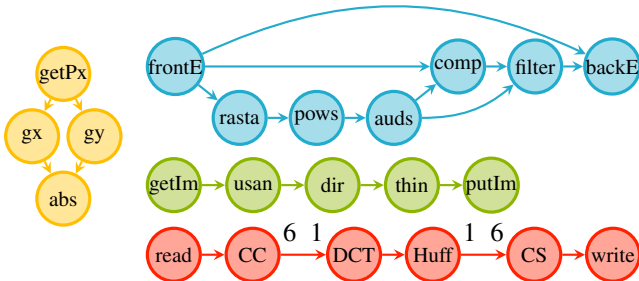 getPx
gx gy
abs
frontE comp filter backE
rasta pows auds
getIm usan dir thin putIm
6 1 1 6
read CC DCT Huff CS write